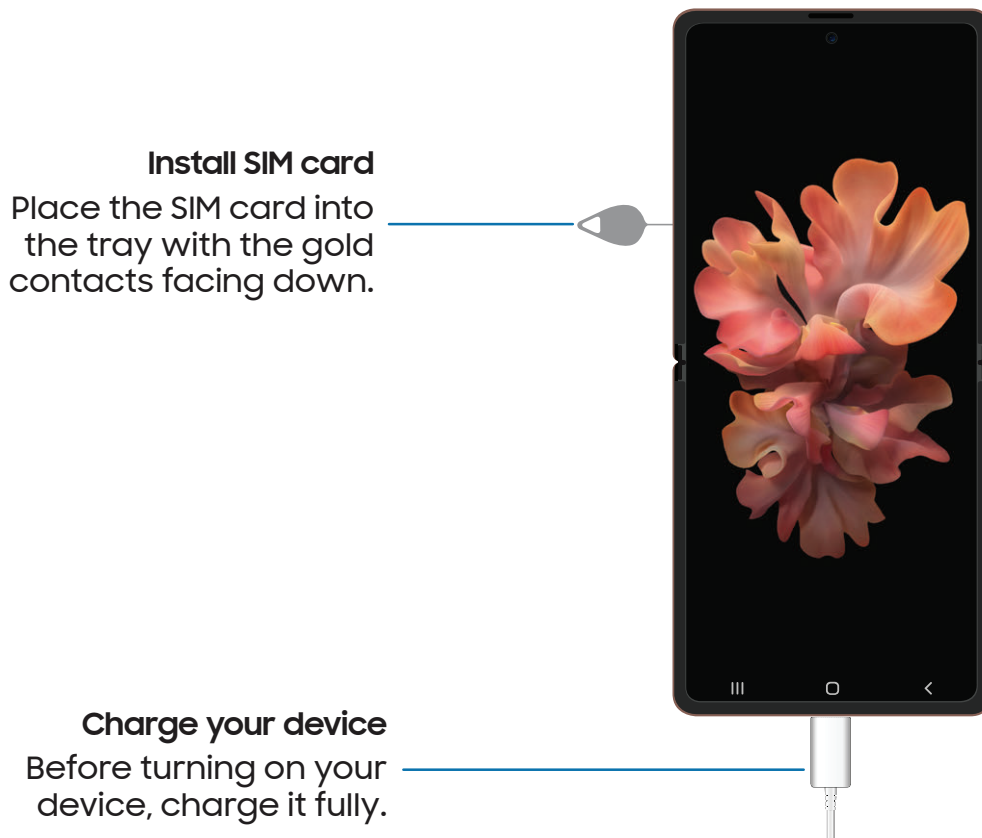 Install SIM card
Place the SIM card into
the tray with the gold
contacts facing down.
Charge your device
Before turning on your
device, charge it fully.